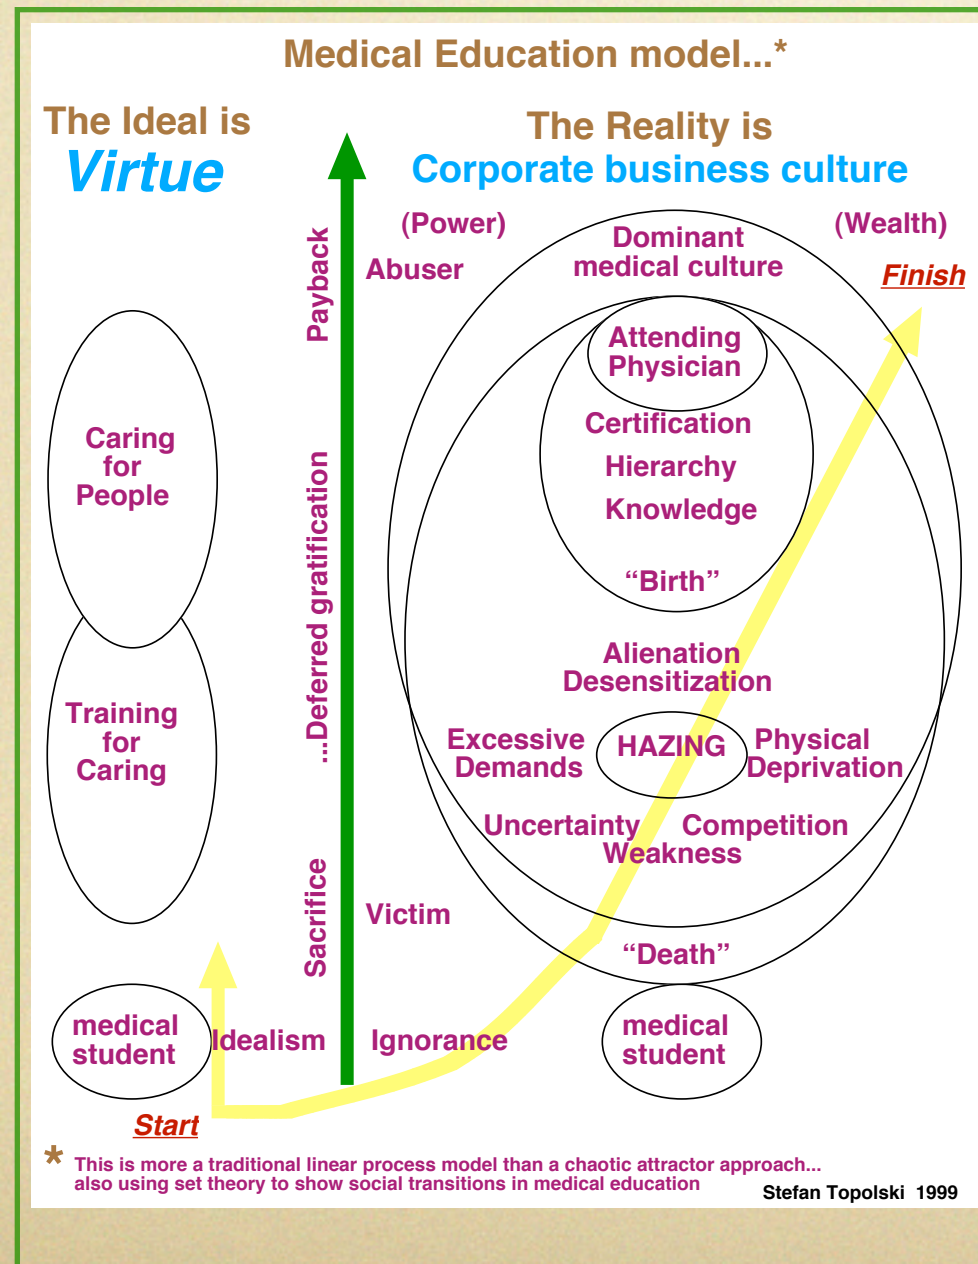 Medical Education model...*
The Ideal is
Virtue
The Reality is
Corporate business culture
(Power)
(Wealth)
Dominant
medical culture
Abuser
Finish
Payback
Attending
Physician
Certification
Hierarchy
Knowledge
“Birth”
Caring
for
People
...Deferred gratification
Alienation
Desensitization
Training
for
Caring
Excessive
Demands
HAZING
Physical
Deprivation
Uncertainty
Competition
Weakness
Sacrifice
Victim
“Death”
medical
student
Idealism
Ignorance
medical
student
Start
* This is more a traditional linear process model than a chaotic attractor approach...
also using set theory to show social transitions in medical education
Stefan Topolski 1999